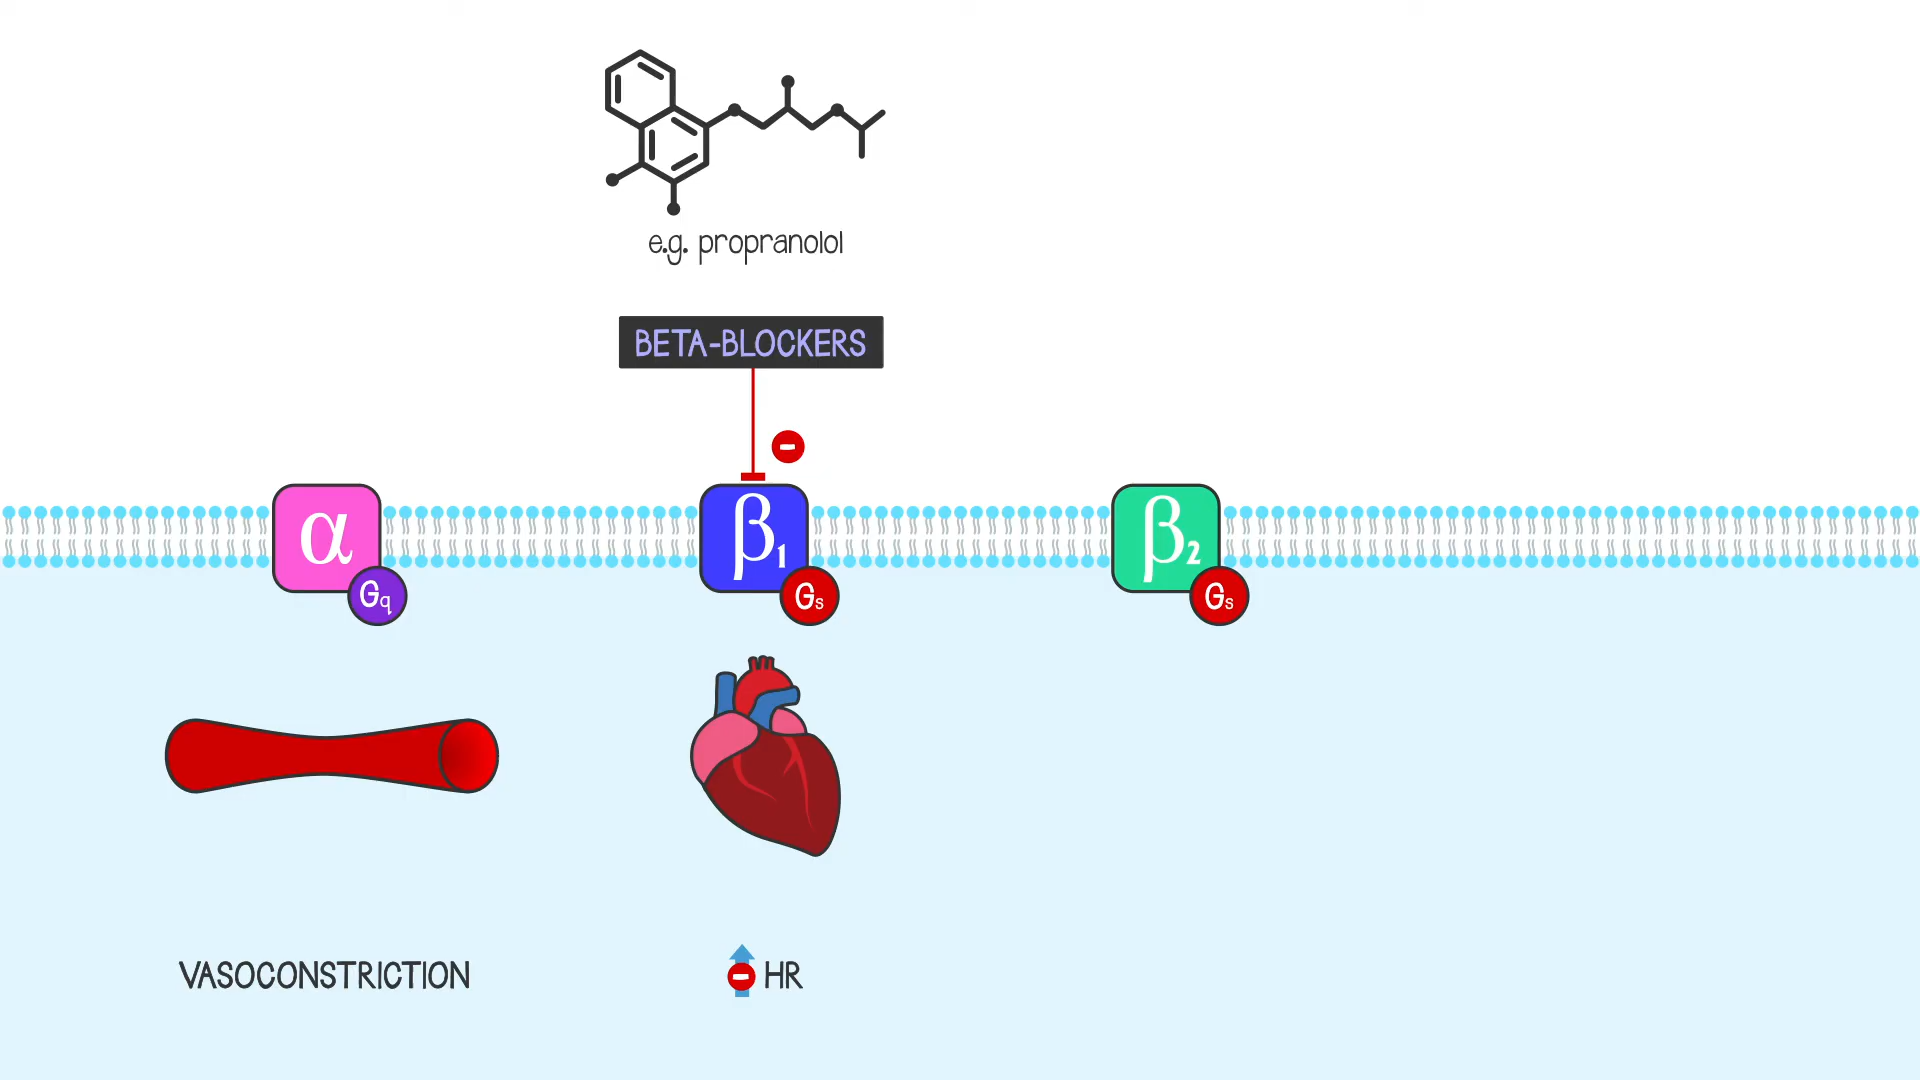 e.g. propranolol
BETA-BLOCKERS
α
Gq
β1
Gs
β2
Gs
VASOCONSTRICTION
HR